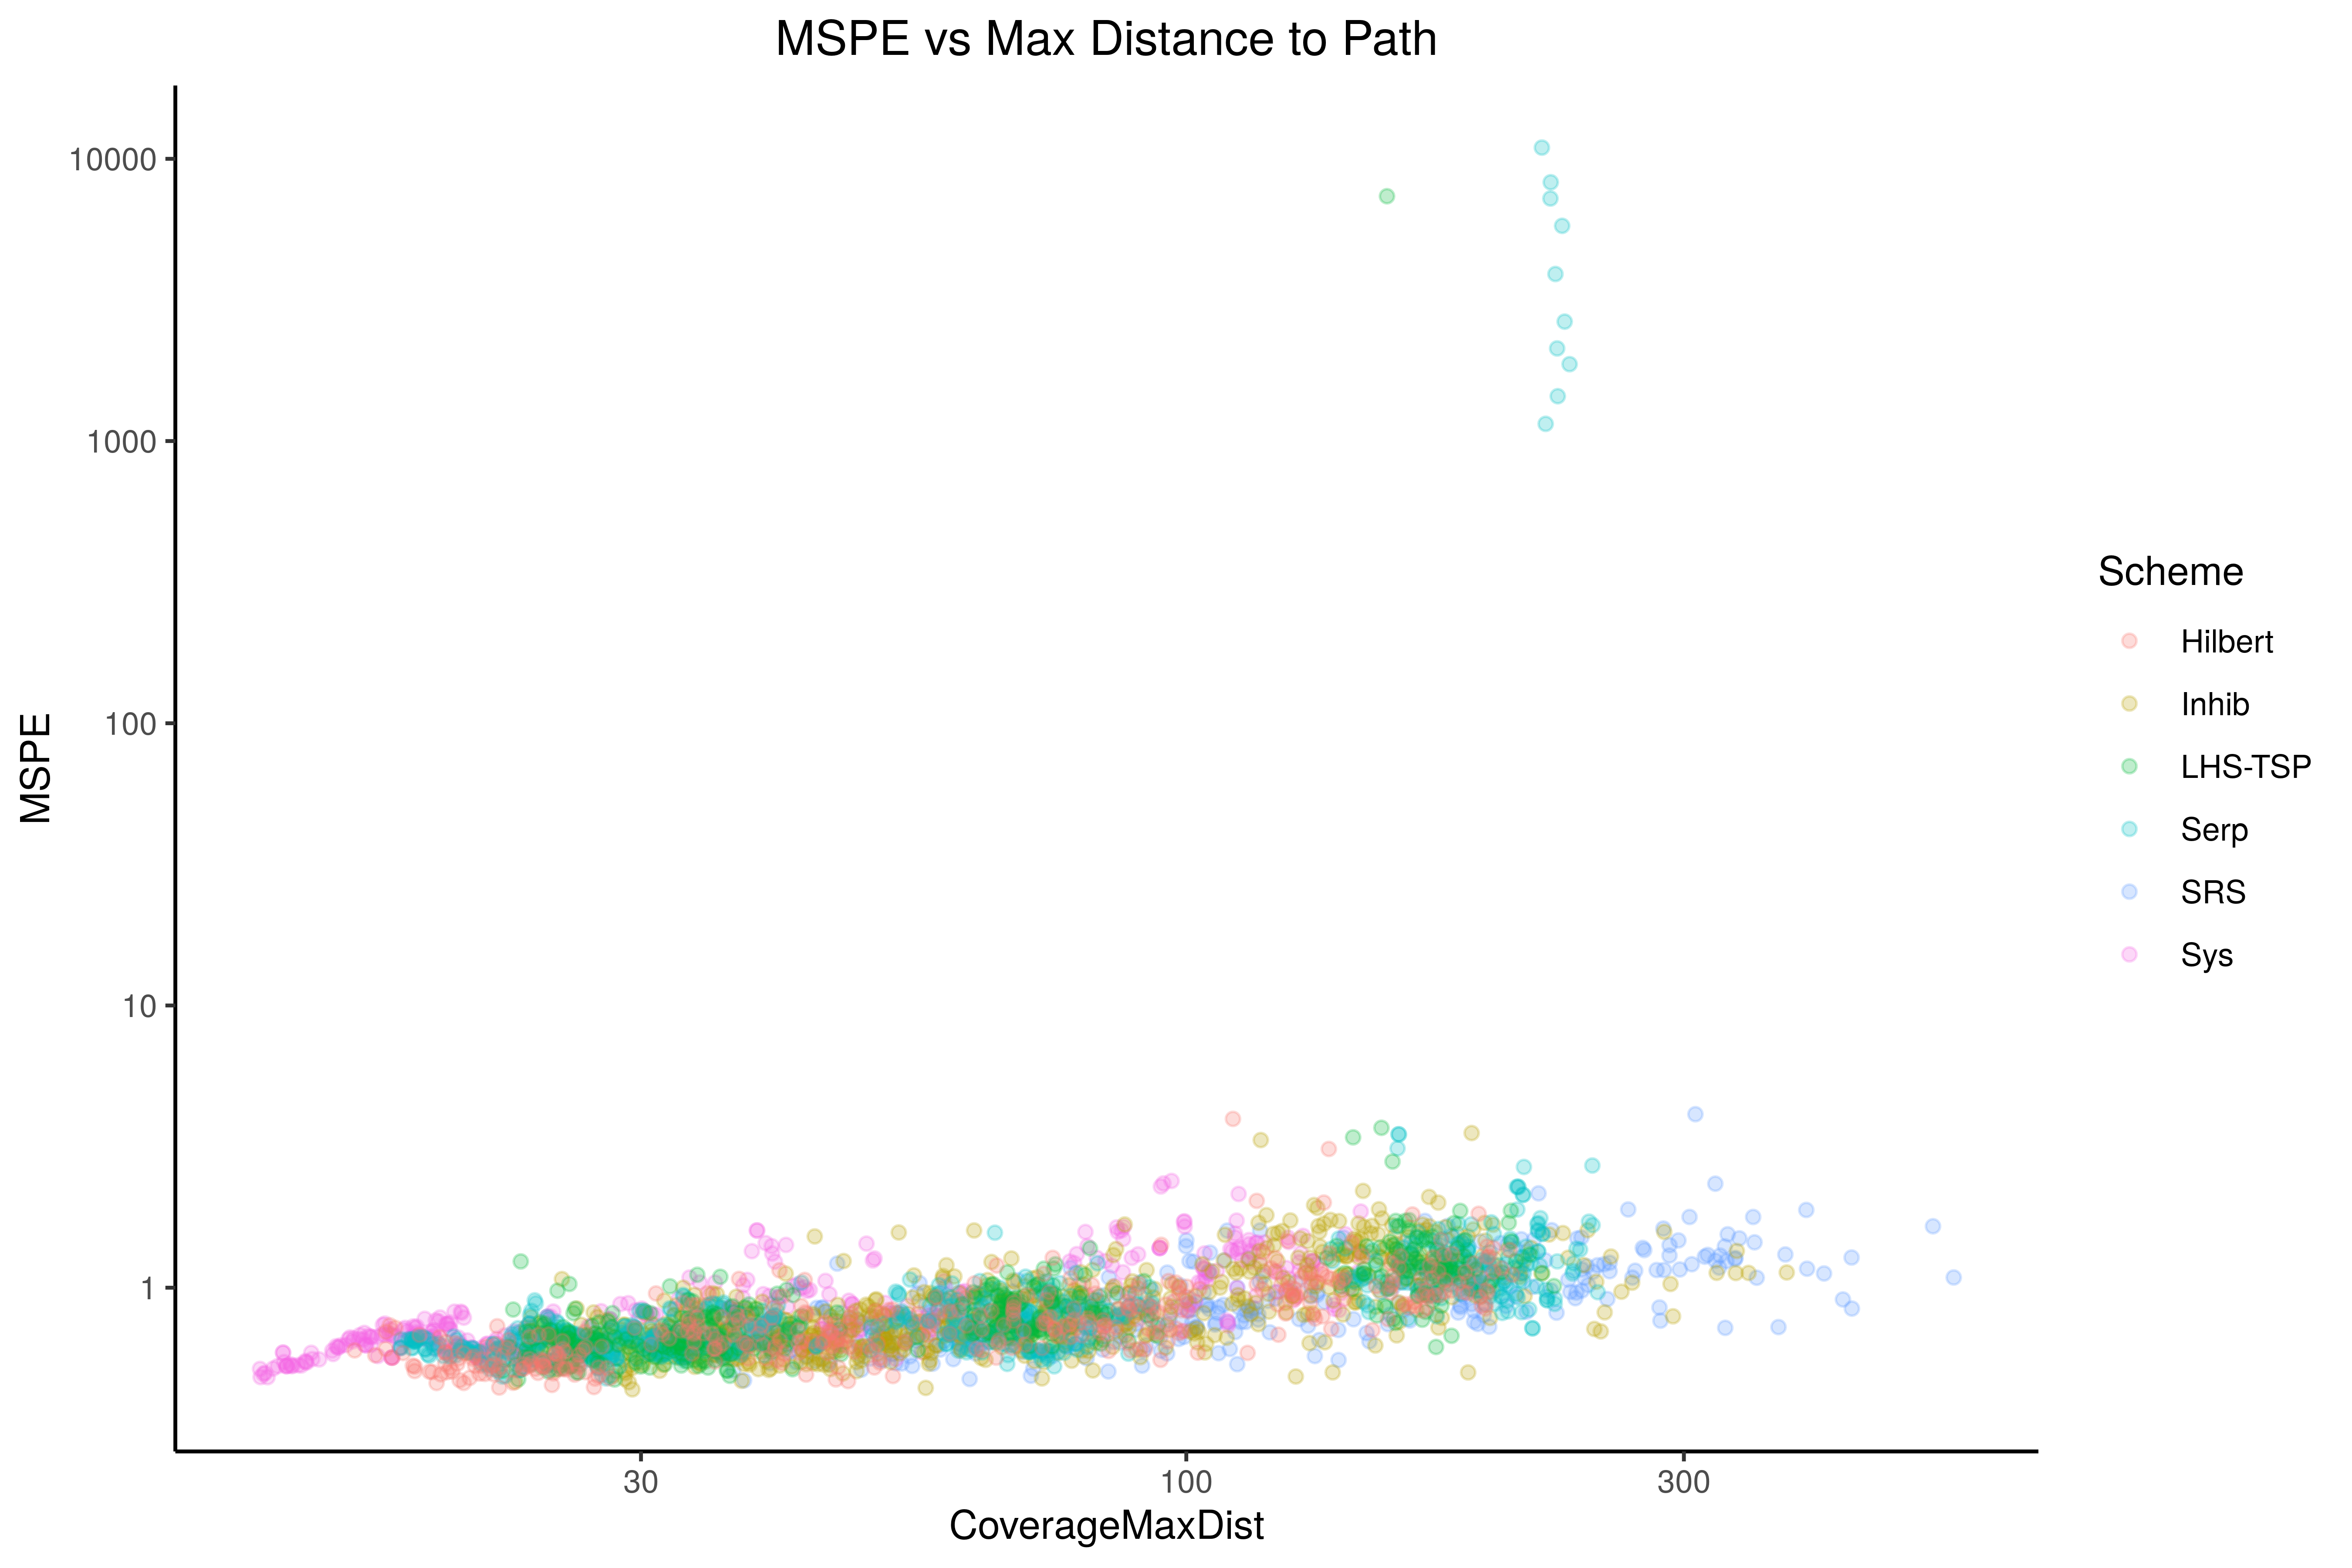 MSPE vs Max Distance to Path
10000
1000
100
10
1
MSPE
30
100
300
CoverageMaxDist
Scheme
Hilbert
Inhib
LHS-TSP
Serp
SRS
Sys